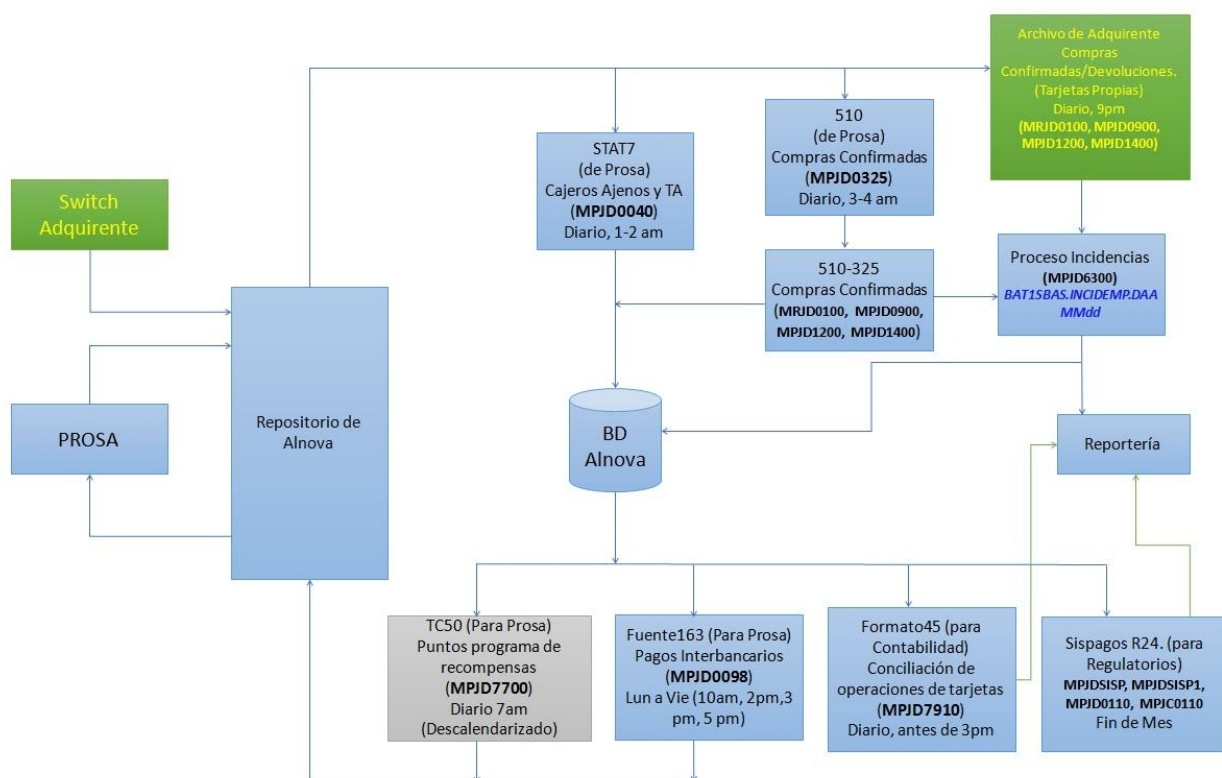 Archivo de Adquirente
Compras
Confirmadas/Devoluciones.
(Tarjetas Propias)
Diario, 9pm
(MRJD0100, MPJD0900,
MPJD1200, MPJD1400)
510
(de Prosa)
Compras Confirmadas
(MPJD0325)
Diario, 3-4 am
STAT7
(de Prosa)
Cajeros Ajenos y TA
(MPJD0040)
Diario, 1-2 am
Switch
Adquirente
Proceso Incidencias
(MPJD6300)
BAT1SBAS.INCIDEMP.DAA
MMdd
510-325
Compras Confirmadas
(MRJD0100, MPJD0900,
MPJD1200, MPJD1400)
PROSA
Repositorio de
Alnova
BD
Alnova
Reportería
TC50 (Para Prosa)
Puntos programa de
recompensas
(MPJD7700)
Diario 7am
(Descalendarizado)
Fuente163 (Para Prosa)
Pagos Interbancarios
(MPJD0098)
Lun a Vie (10am, 2pm,3
pm, 5 pm)
Formato45 (para
Contabilidad)
Conciliación de
operaciones de tarjetas
(MPJD7910)
Diario, antes de 3pm
Sispagos R24. (para
Regulatorios)
MPJDSISP, MPJDSISP1,
MPJD0110, MPJC0110
Fin de Mes